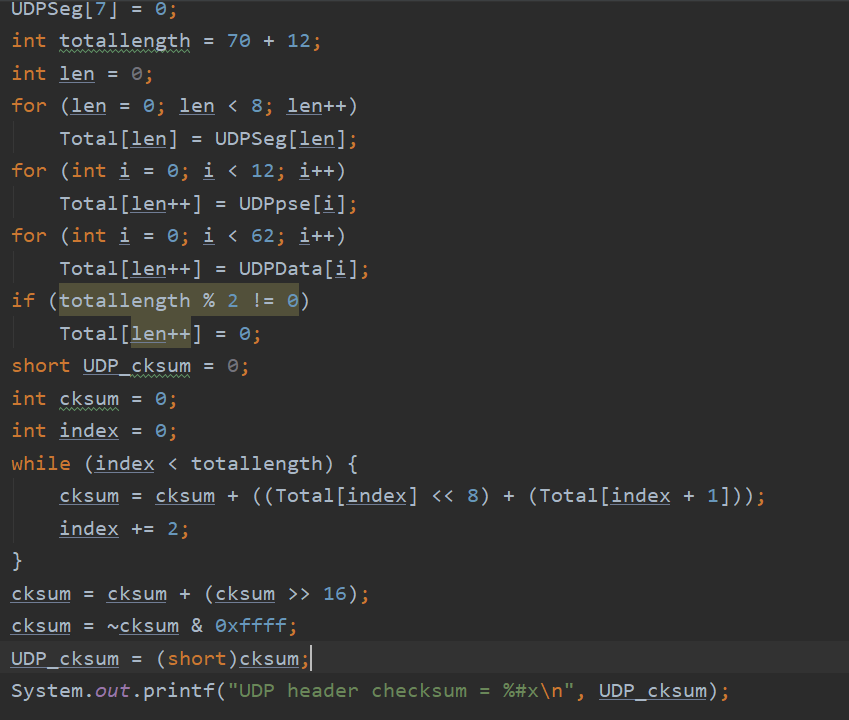 UDPSeg[7] = 0;
int totallength = 70 + 12;
int len = 0;
for (len = 0; len < 8; len++)
    Total[len] = UDPSeg[len];
for (int i = 0; i < 12; i++)
    Total[len++] = UDPpse[i];
for (int i = 0; i < 62; i++)
    Total[len++] = UDPData[i];
if (totallength % 2 != 0)
    Total[len++] = 0;
short UDP_cksum = 0;
int cksum = 0;
int index = 0;
while (index < totallength) {
    cksum = cksum + ((Total[index] << 8) + (Total[index + 1]));
    index += 2;
}
cksum = cksum + (cksum >> 16);
cksum = ~cksum & 0xffff;
UDP_cksum = (short)cksum;
System.out.printf("UDP header checksum = %#x\n", UDP_cksum);